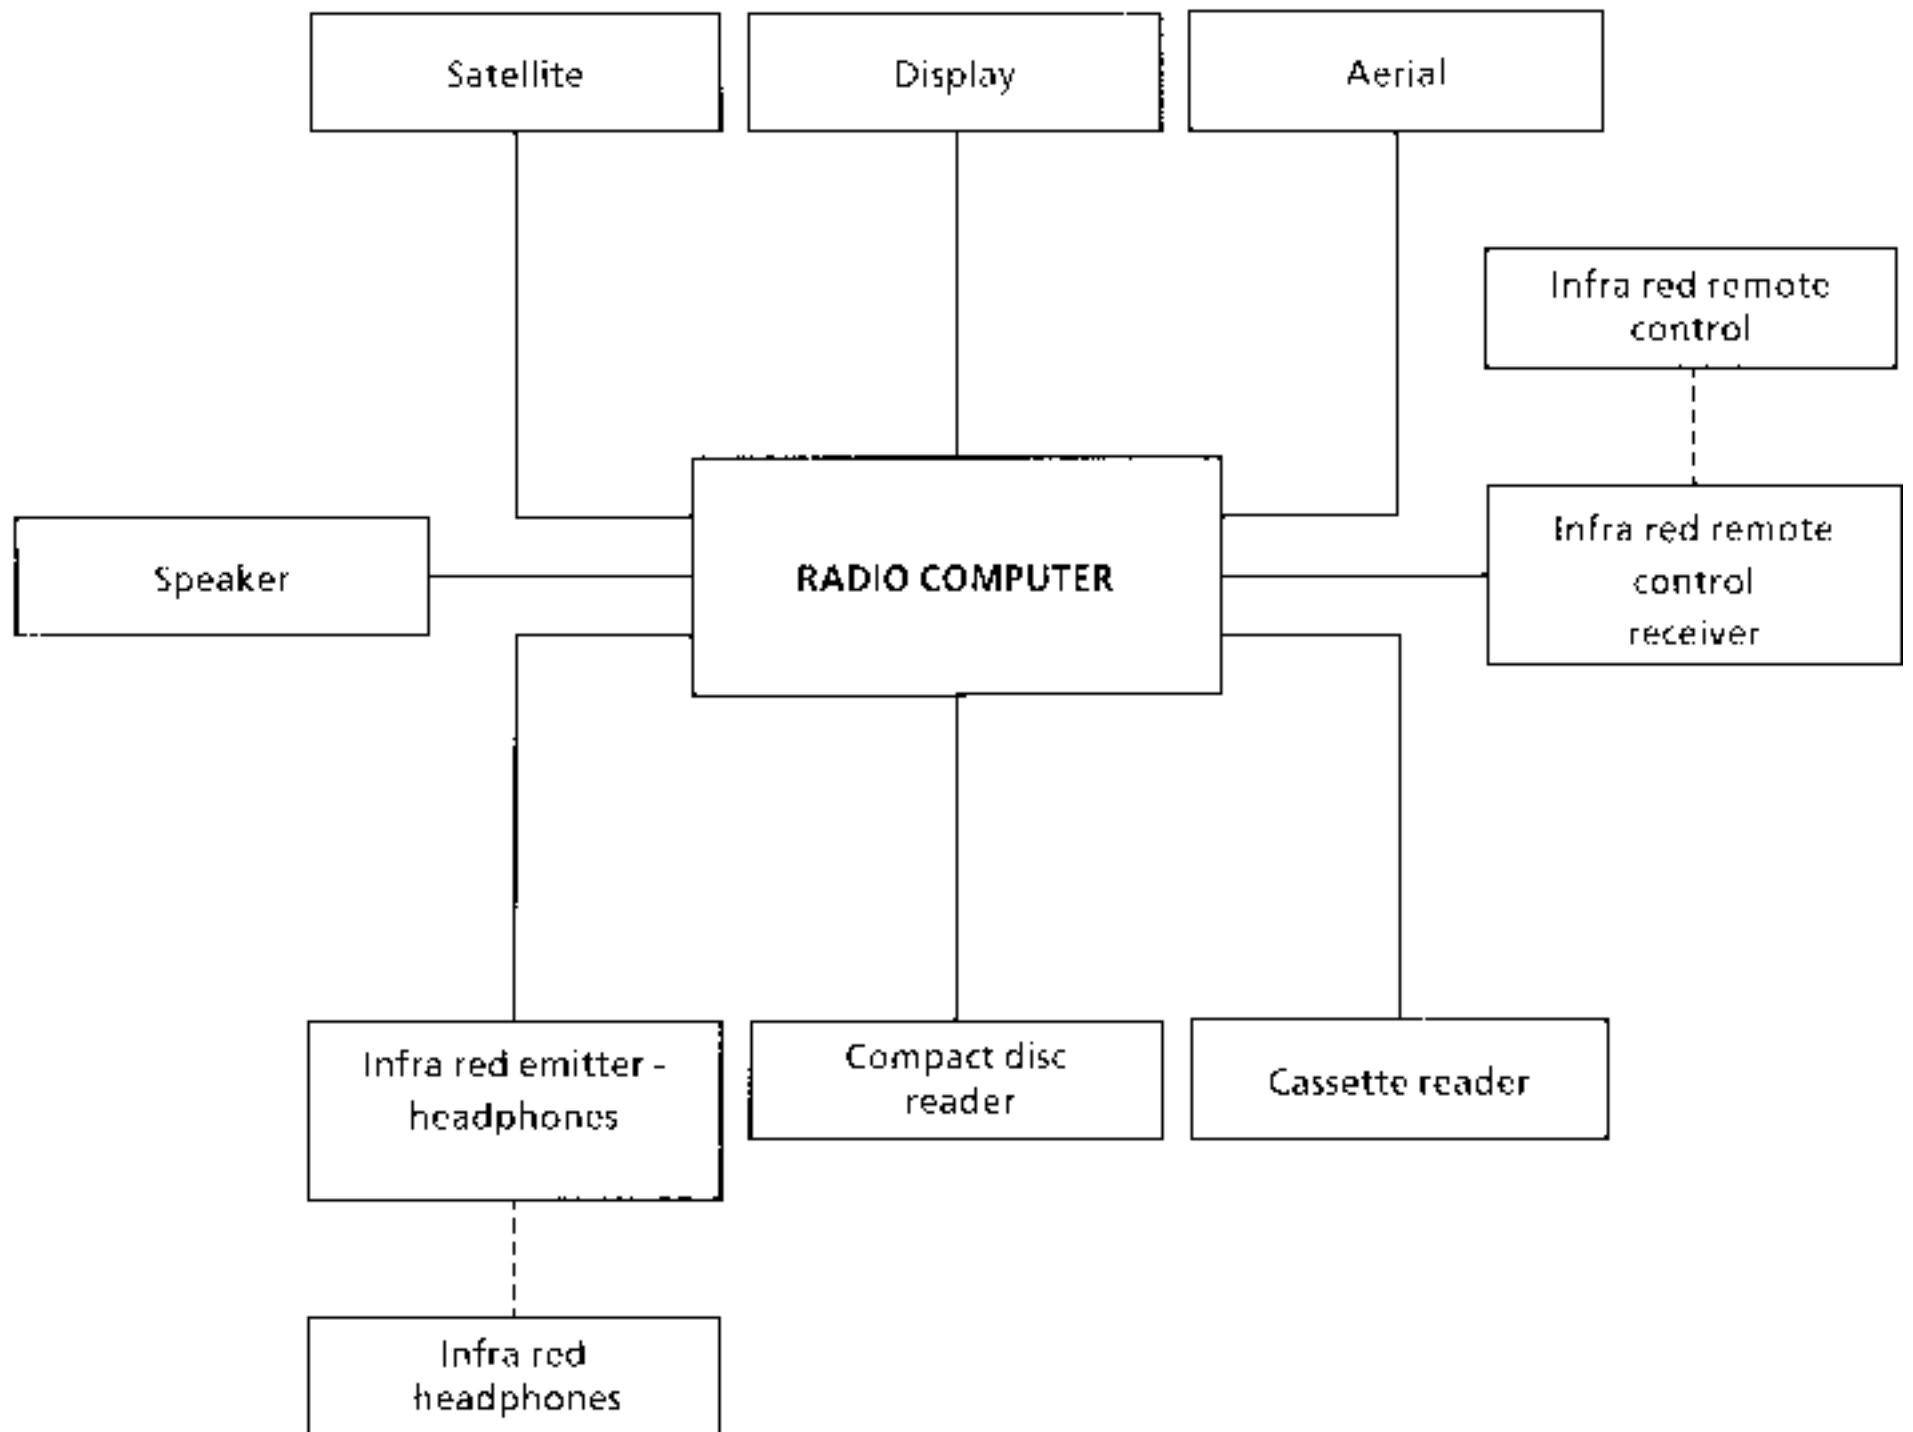 Satellite
Display
Aerial
Infra red remote
control
Speaker
RADIO COMPUTER
Infra red remote
control
receiver
Infra red emitter -
headphones
Compact disc
reader
Cassette reader
Infra red
headphones